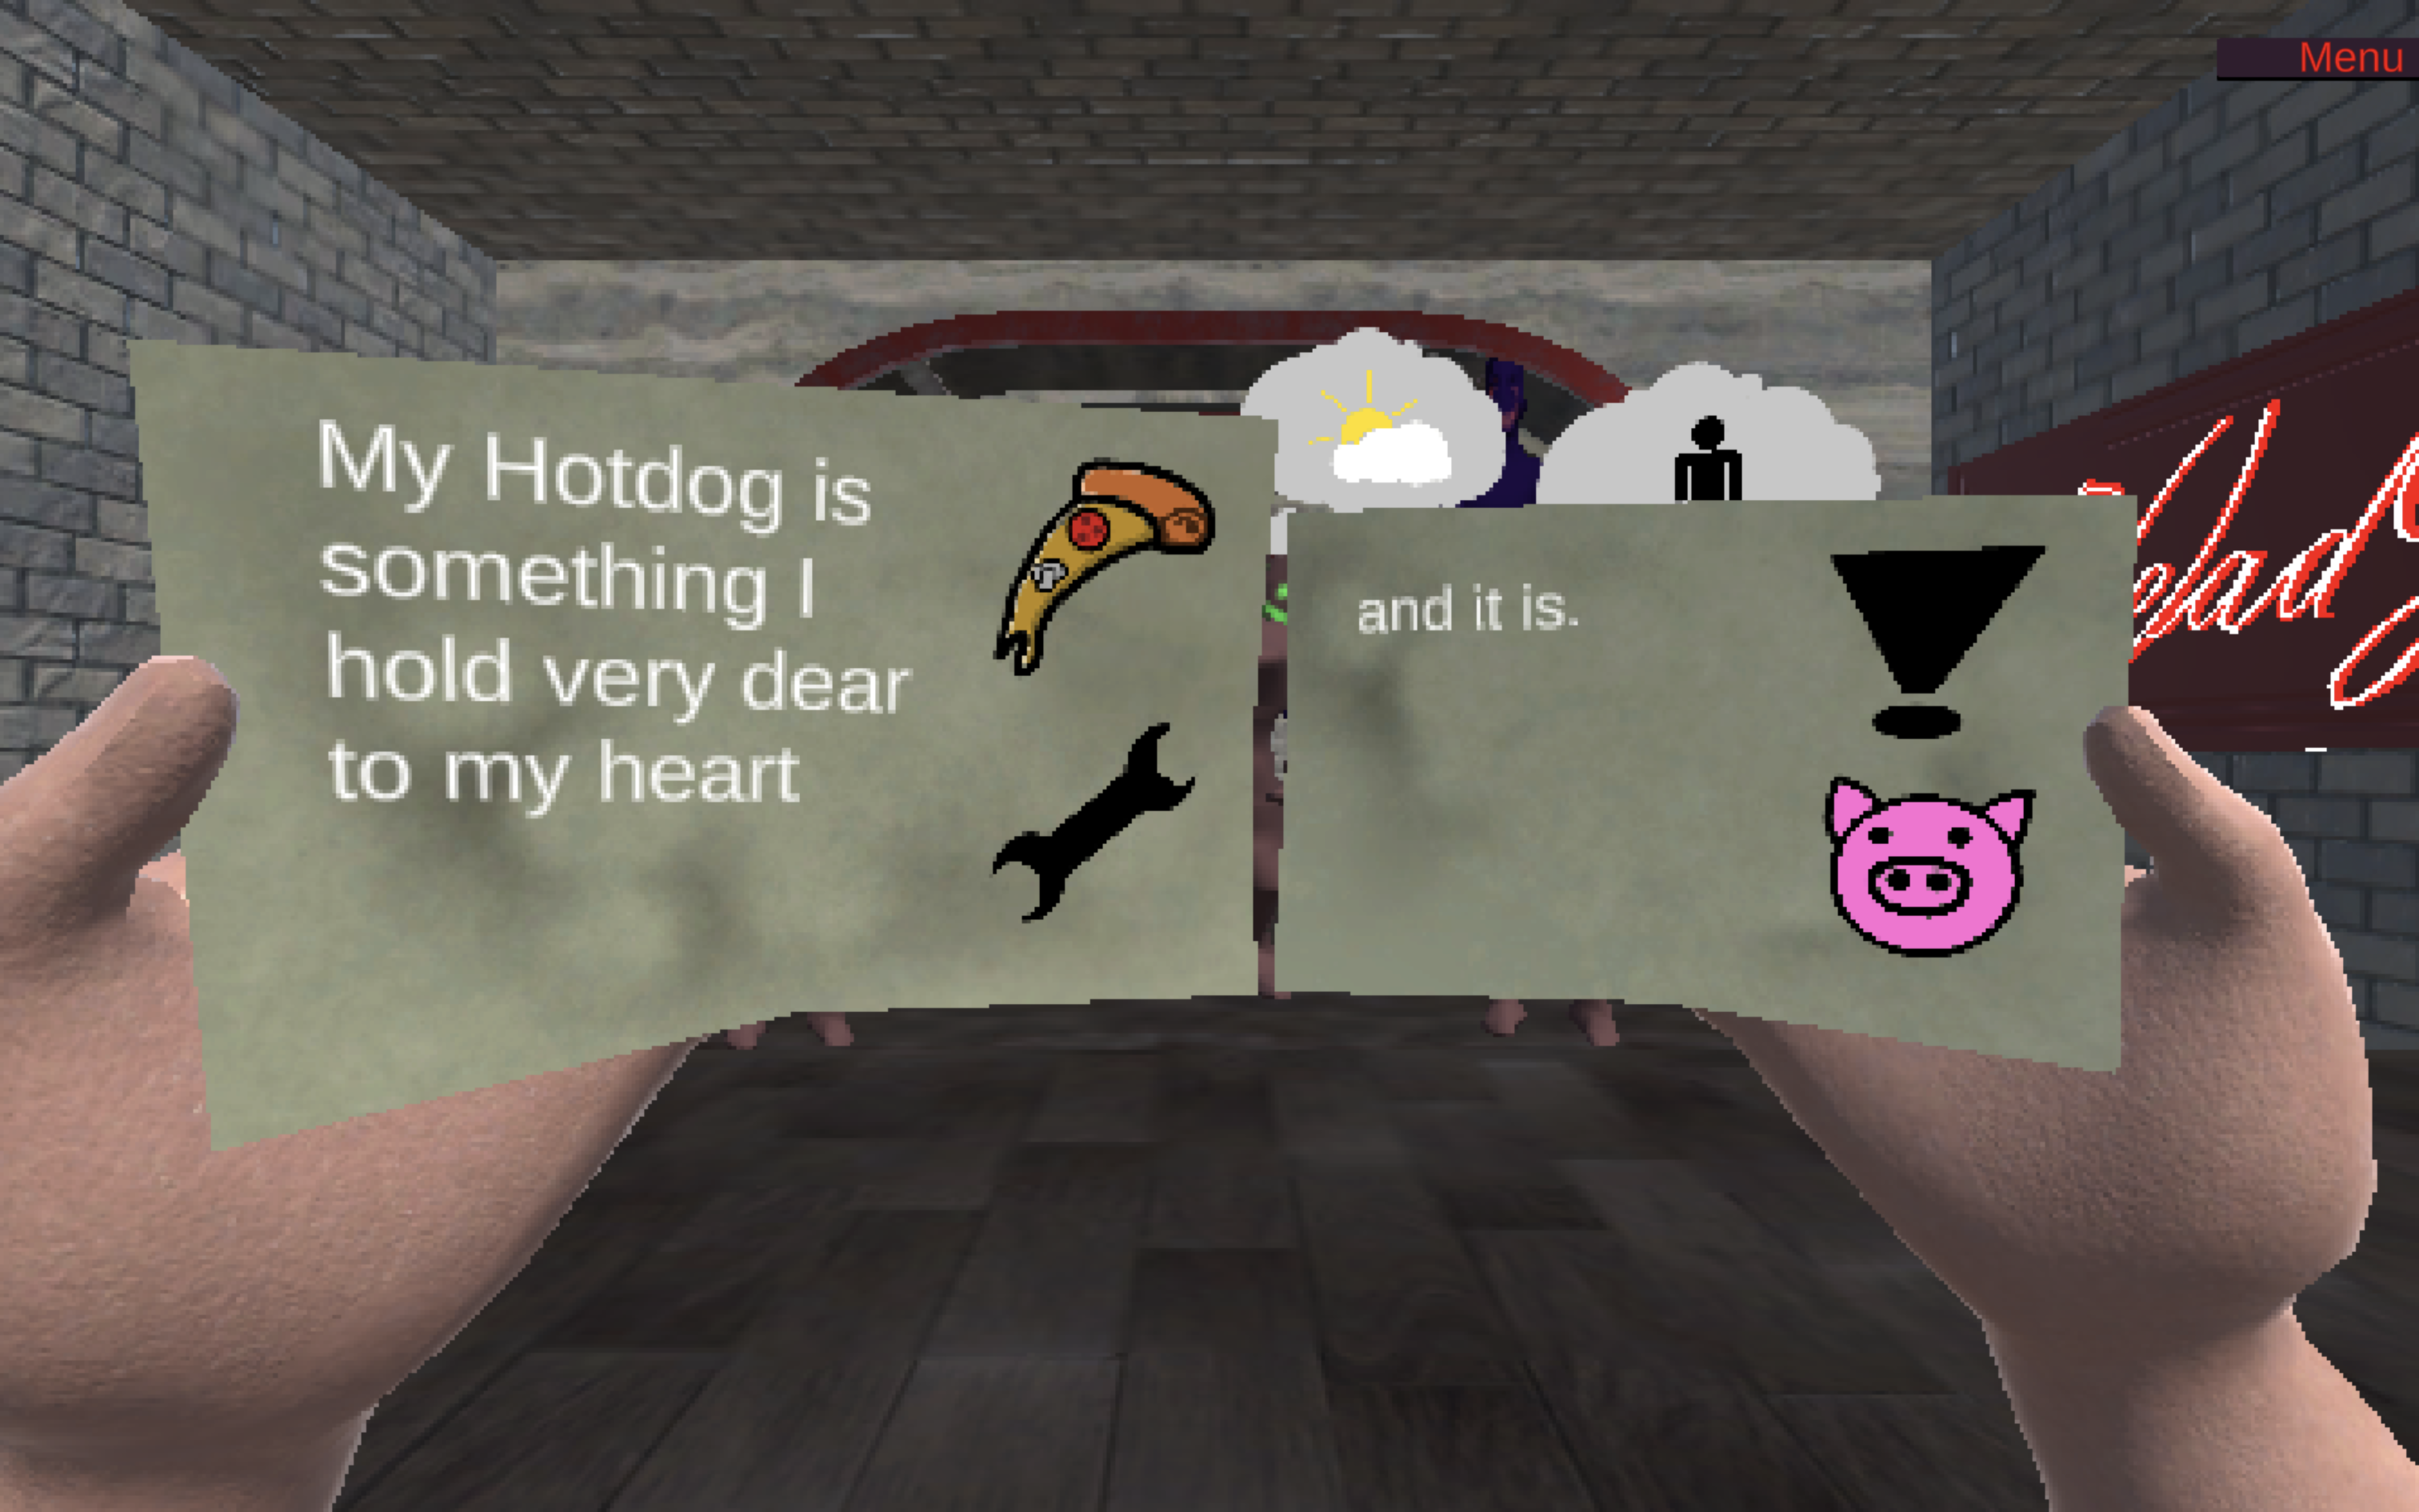 Menu
My Hotdog is
something I
hold very dear
to my heart
and it is.